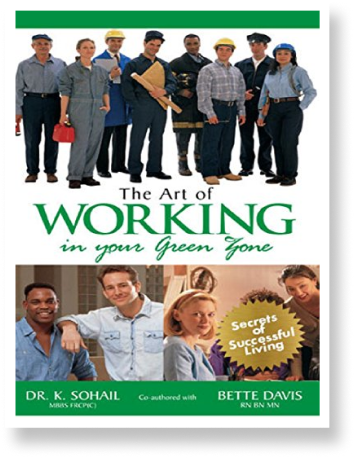 The Art of
WORKING
in your Green Zone
Secrets
of
Successful
Living
DR. K. SOHAIL
MBBS FRCP(C)
Co-authored with
BETTE DAVIS
RN BN MN